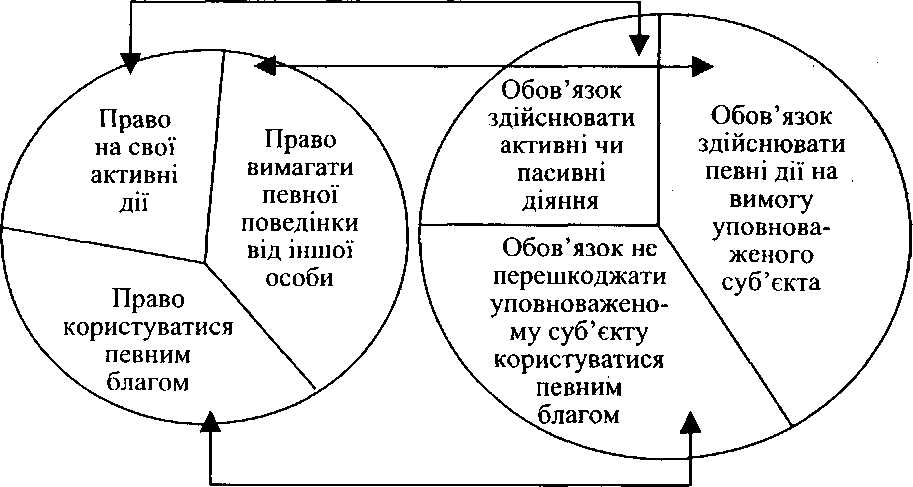 Право
на свої
активні
дії
Право
вимагати
певної
поведінки
від іншої
особи
Право
користуватися
певним
благом
Обов’язок
здійснювати
активні чи
пасивні
діяння
Обов’язок
здійснювати
певні дії на
вимогу
уповнова-
женого
суб’єкта
Обов’язок не
перешкоджати
уповноважено-
му суб’єкту
користуватися
певним
благом